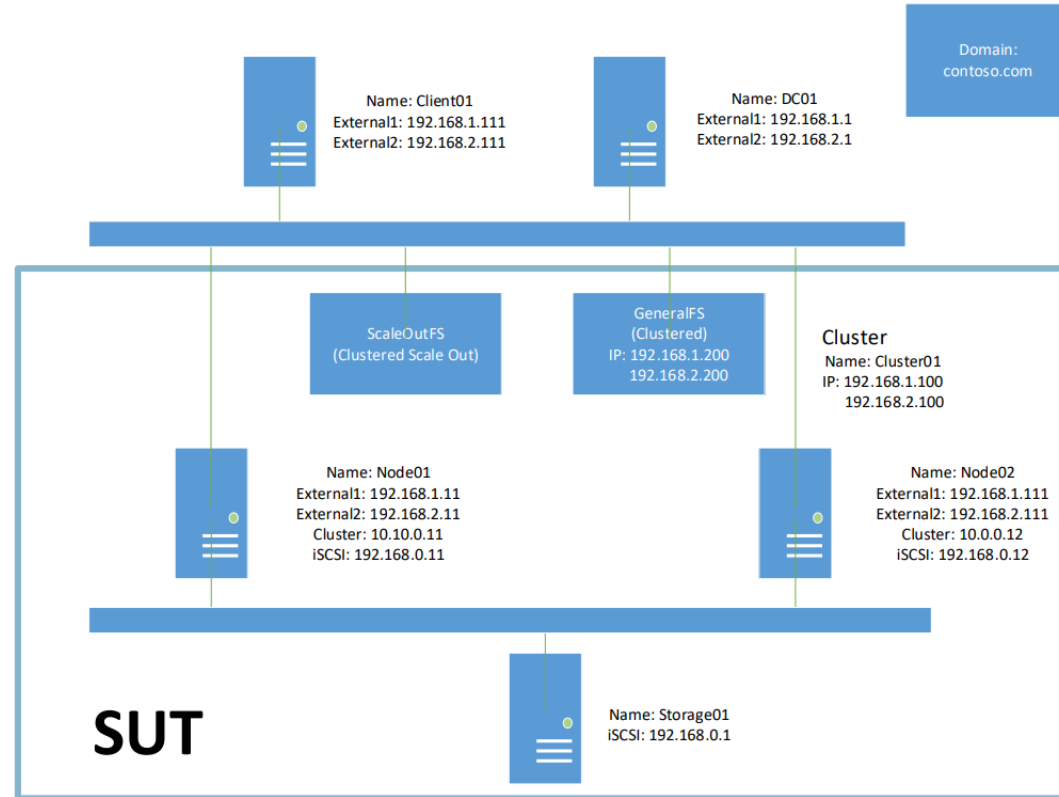 Domain:
contoso.com
Name: Client01
External1: 192.168.1.111
External2: 192.168.2.111
Name: DC01
External1: 192.168.1.1
External2: 192.168.2.1
ScaleOutFS
(Clustered Scale Out)
GeneralFS
(Clustered)
IP: 192.168.1.200
192.168.2.200
Cluster
Name: Cluster01
IP: 192.168.1.100
192.168.2.100
Name: Node01
External1: 192.168.1.11
External2: 192.168.2.11
Cluster: 10.10.0.11
iSCSI: 192.168.0.11
Name: Node02
External1: 192.168.1.111
External2: 192.168.2.111
Cluster: 10.0.0.12
iSCSI: 192.168.0.12
SUT
Name: Storage01
iSCSI: 192.168.0.1